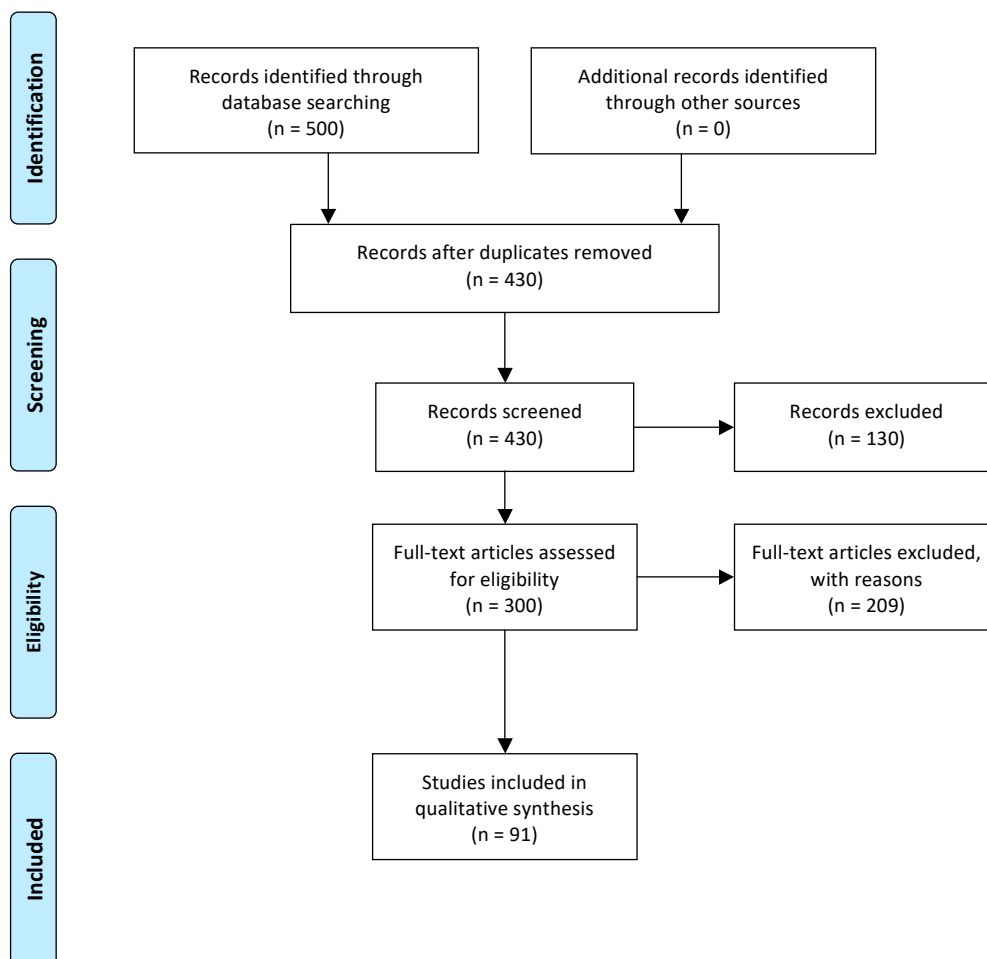 Identification
Records identified through
database searching
(n = 500)
Additional records identified
through other sources
(n = 0)
Records after duplicates removed
(n = 430)
Screening
Records screened
(n = 430)
Records excluded
(n = 130)
Eligibility
Full-text articles assessed
for eligibility
(n = 300)
Full-text articles excluded,
with reasons
(n = 209)
Included
Studies included in
qualitative synthesis
(n = 91)